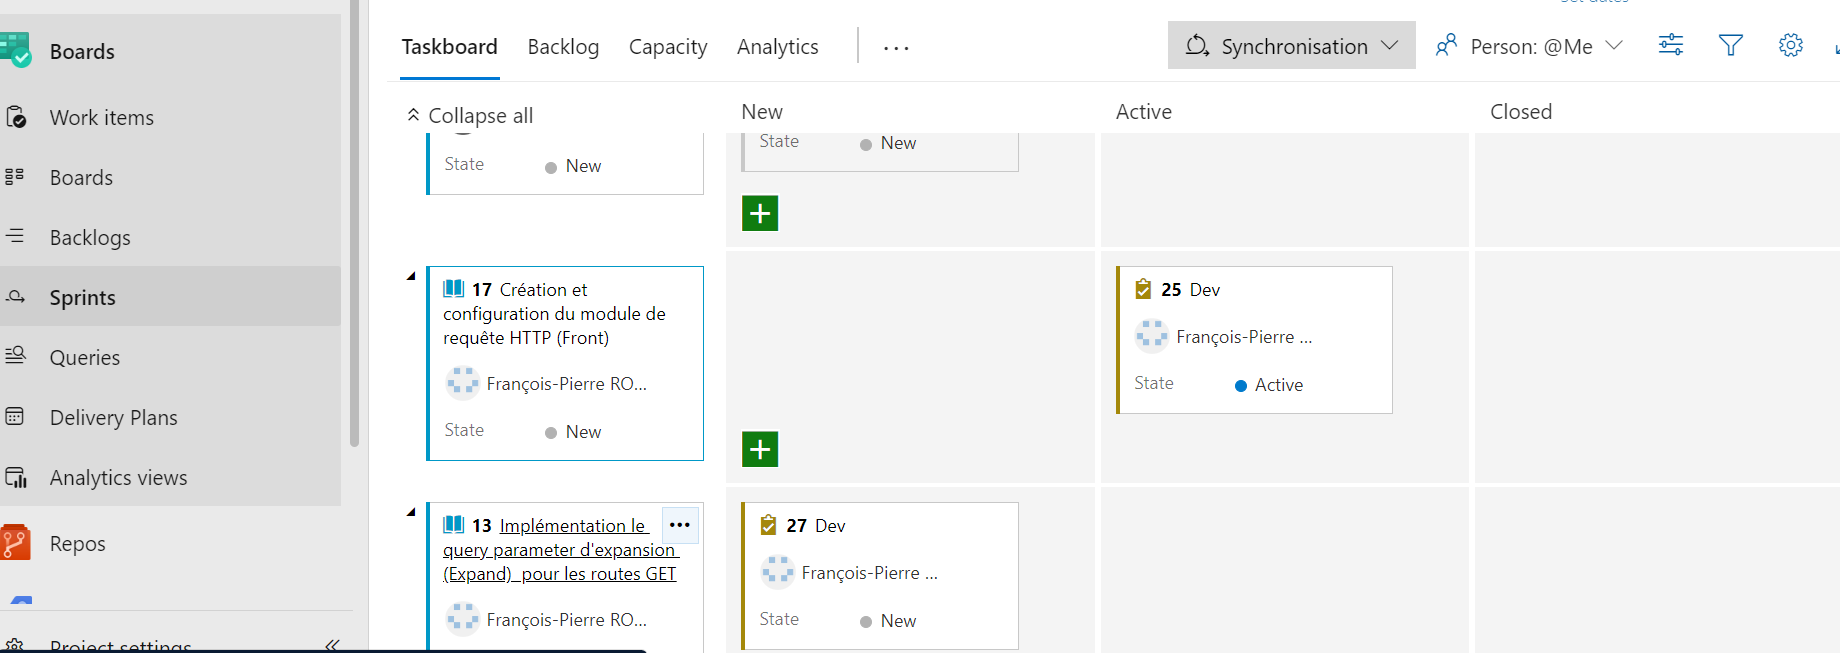 Boards
Work items
Boards
Backlogs
Sprints
Queries
Delivery Plans
Analytics views
Repos
Project settings
Set dates
Taskboard Backlog Capacity Analytics
Synchronisation
Person: @Me
Collapse all
New
Active
Closed
State New
State New
17 Création et
configuration du module de
requête HTTP (Front)
François-Pierre RO...
State New
25 Dev
François-Pierre ...
State Active
13 Implémentation le
query parameter d'expansion
(Expand) pour les routes GET
François-Pierre RO...
27 Dev
François-Pierre ...
State New